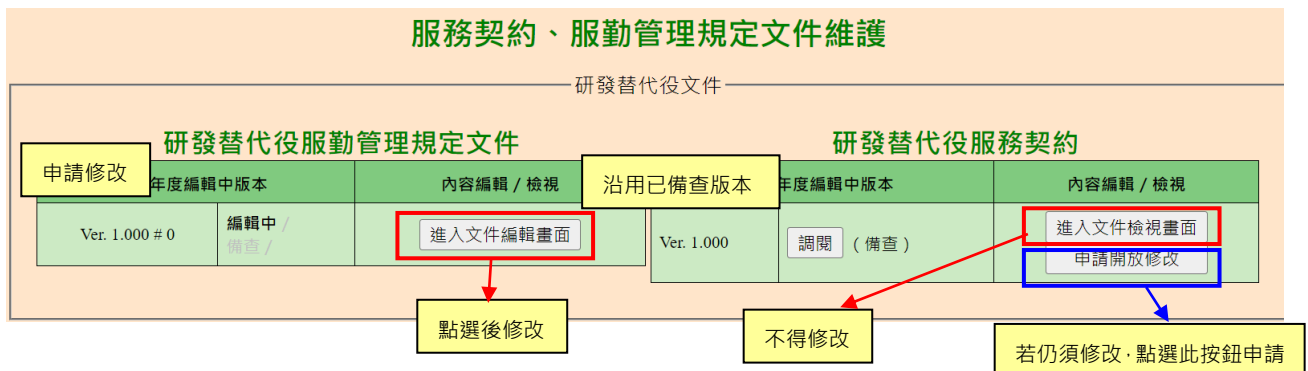 服務契約、服勤管理規定文件維護
研發替代役文件
研發替代役服勤管理規定文件
申請修改
年度編輯中版本
內容編輯 / 檢視
Ver. 1.000 # 0
編輯中 /
備查 /
進入文件編輯畫面
點選後修改
研發替代役服務契約
沿用已備查版本
年度編輯中版本
內容編輯 / 檢視
Ver. 1.000
調閱 （備查）
進入文件檢視畫面
申請開放修改
不得修改
若仍須修改，點選此按鈕申請